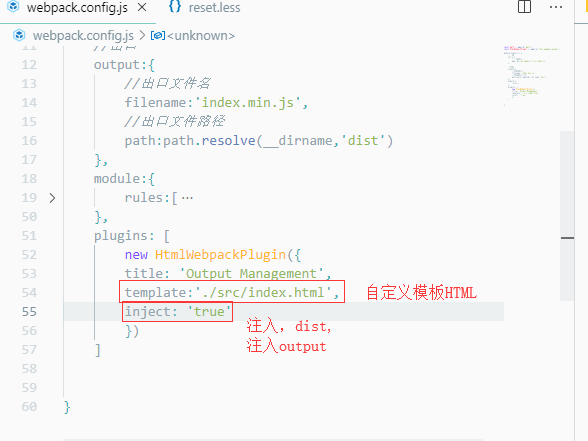 webpack.config.js
reset.less
webpack.config.js > <unknown>
11 //出口
12 output:{
13 //出口文件名
14 filename:'index.min.js',
15 //出口文件路径
16 path:path.resolve(__dirname,'dist')
17 },
18 module:{
19 rules:[…
50 },
51 plugins: [
52 new HtmlWebpackPlugin({
53 title: 'Output Management',
54 template:'./src/index.html', 自定义模板HTML
55 inject: 'true'
注入，dist,
56 })
注入output
57 ]
58
59
60 }